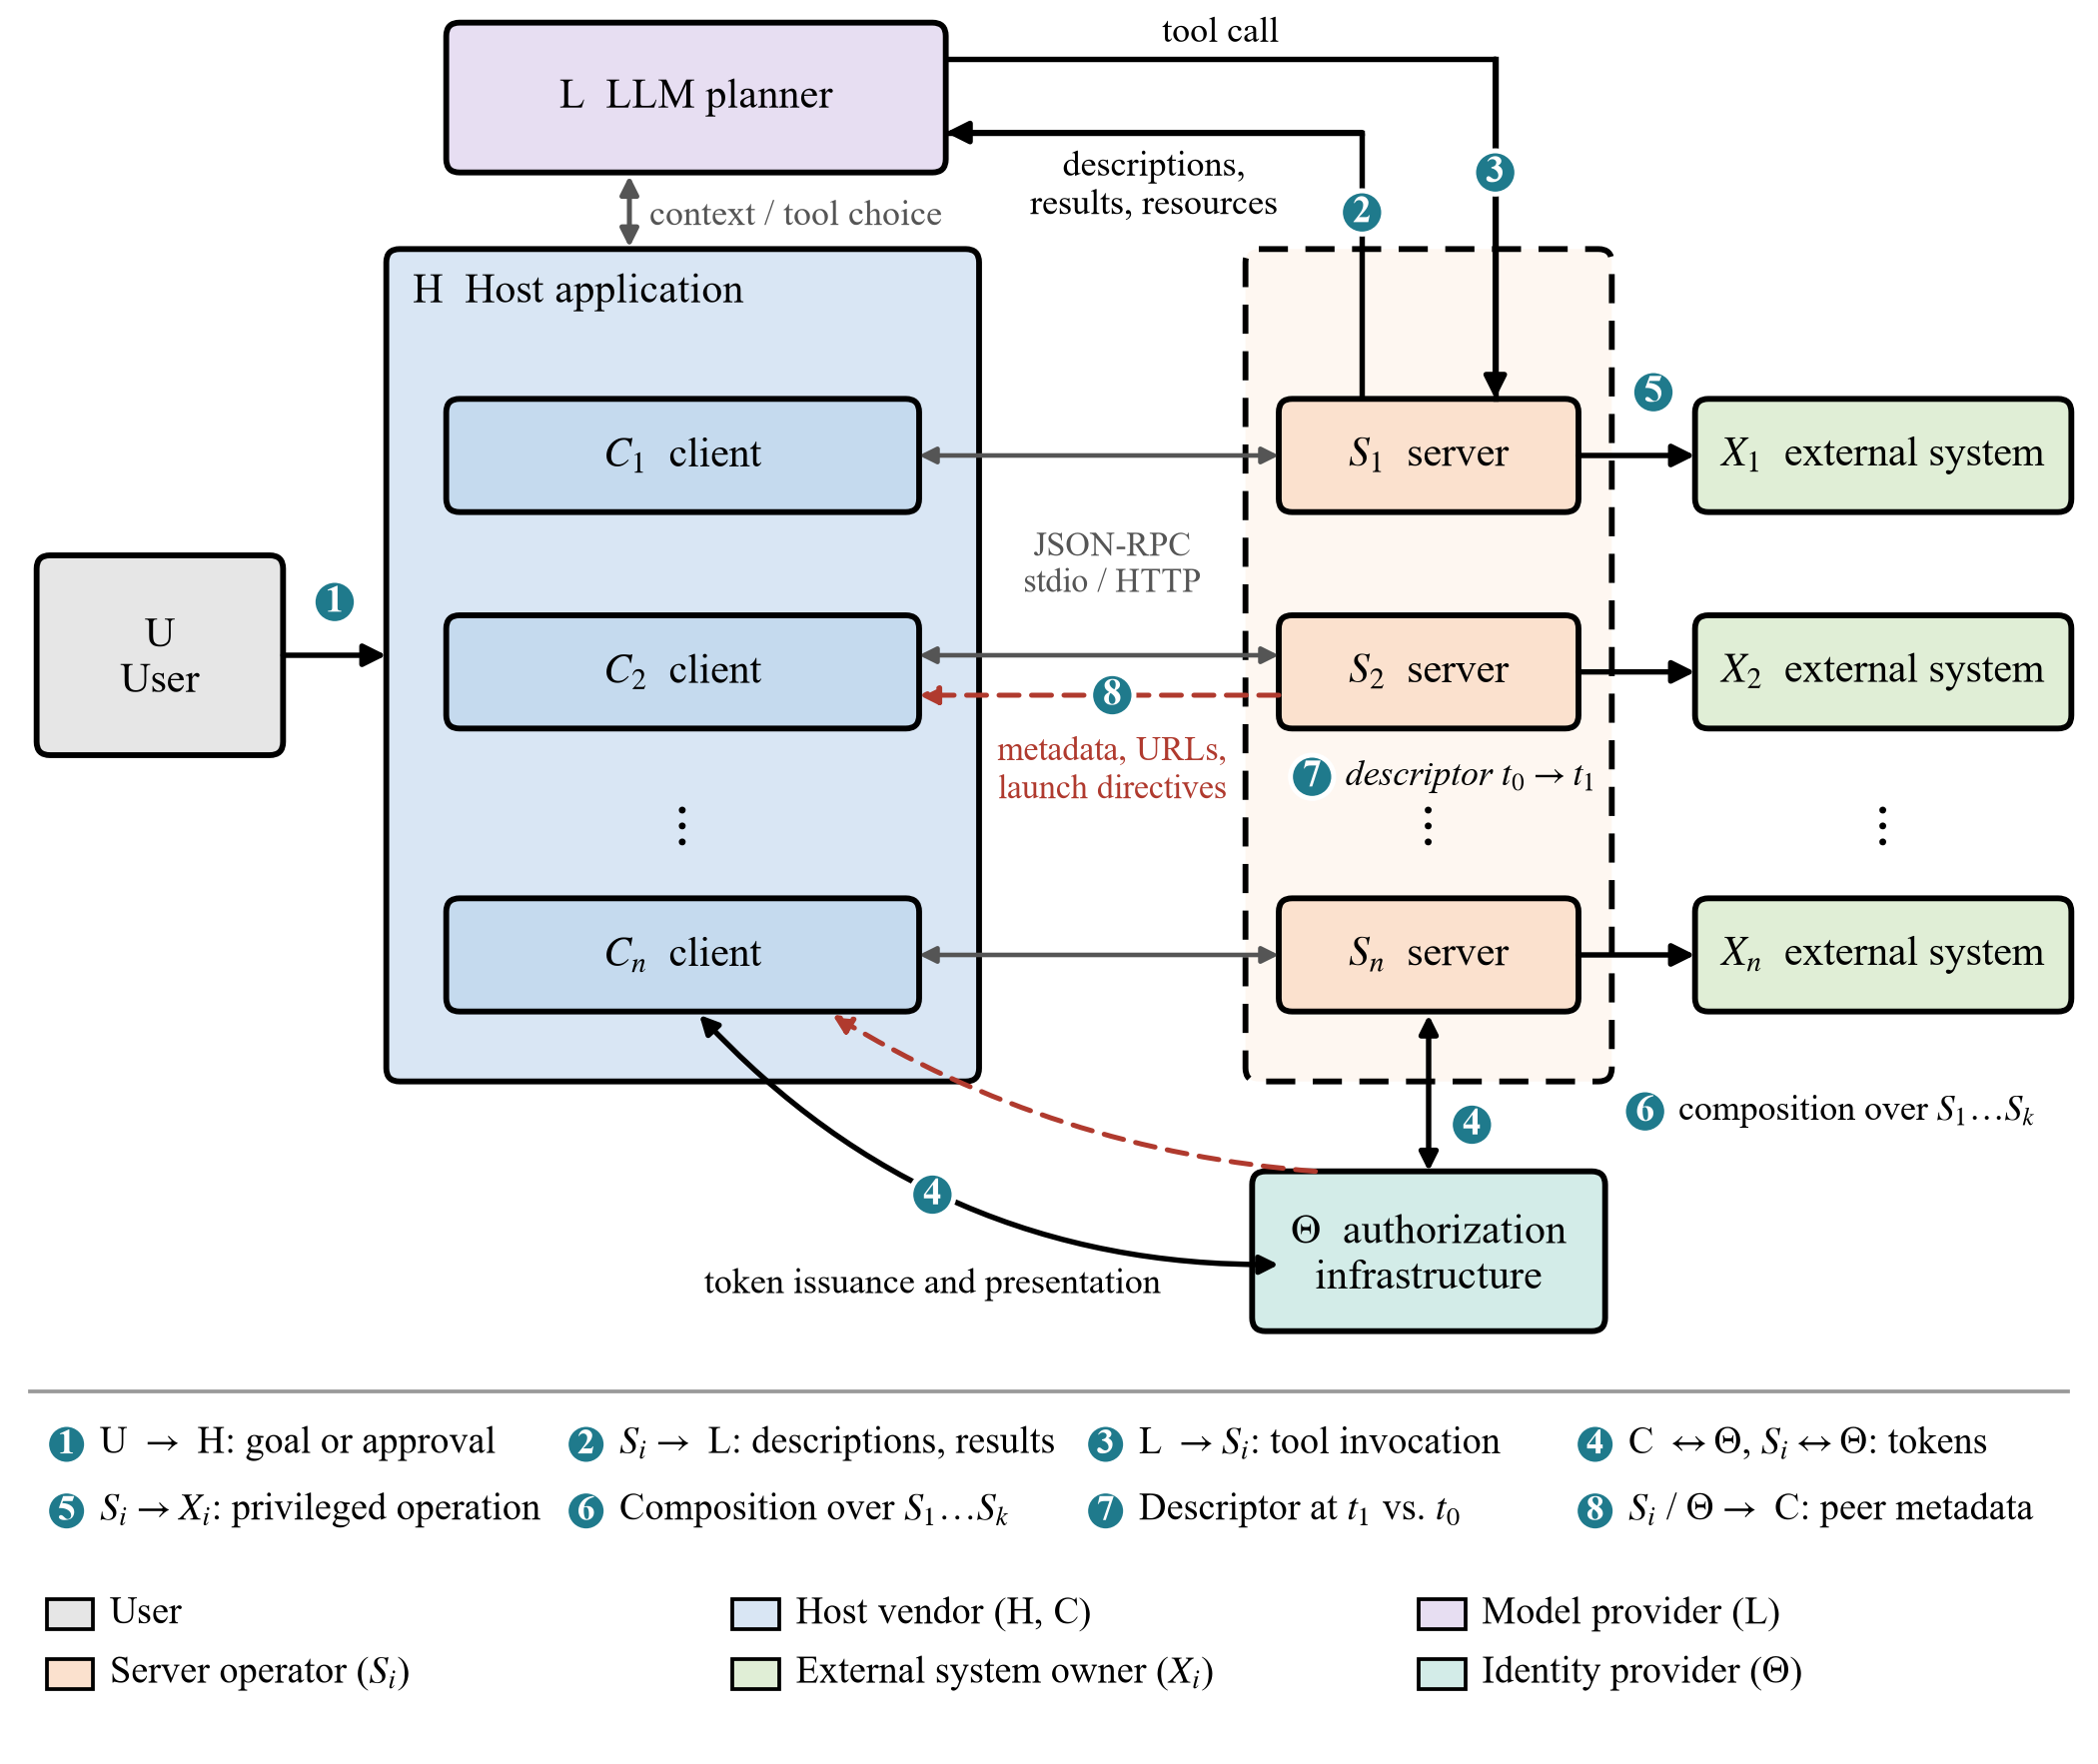 tool call
L LLM planner
descriptions,
results, resources
3
2
context / tool choice
H Host application
5
C₁ client
S₁ server
X₁ external system
JSON-RPC
stdio / HTTP
1
U
User
C₂ client
S₂ server
X₂ external system
8
metadata, URLs,
launch directives
7 descriptor t₀ → t₁
⋮ ⋮ ⋮
Cₙ client
Sₙ server
Xₙ external system
6 composition over S₁…Sₖ
4
4
Θ authorization
infrastructure
token issuance and presentation
1 U → H: goal or approval
2 Sᵢ → L: descriptions, results
3 L → Sᵢ: tool invocation
4 C ↔ Θ, Sᵢ ↔ Θ: tokens
5 Sᵢ → Xᵢ: privileged operation
6 Composition over S₁…Sₖ
7 Descriptor at t₁ vs. t₀
8 Sᵢ / Θ → C: peer metadata
User
Host vendor (H, C)
Model provider (L)
Server operator (Sᵢ)
External system owner (Xᵢ)
Identity provider (Θ)